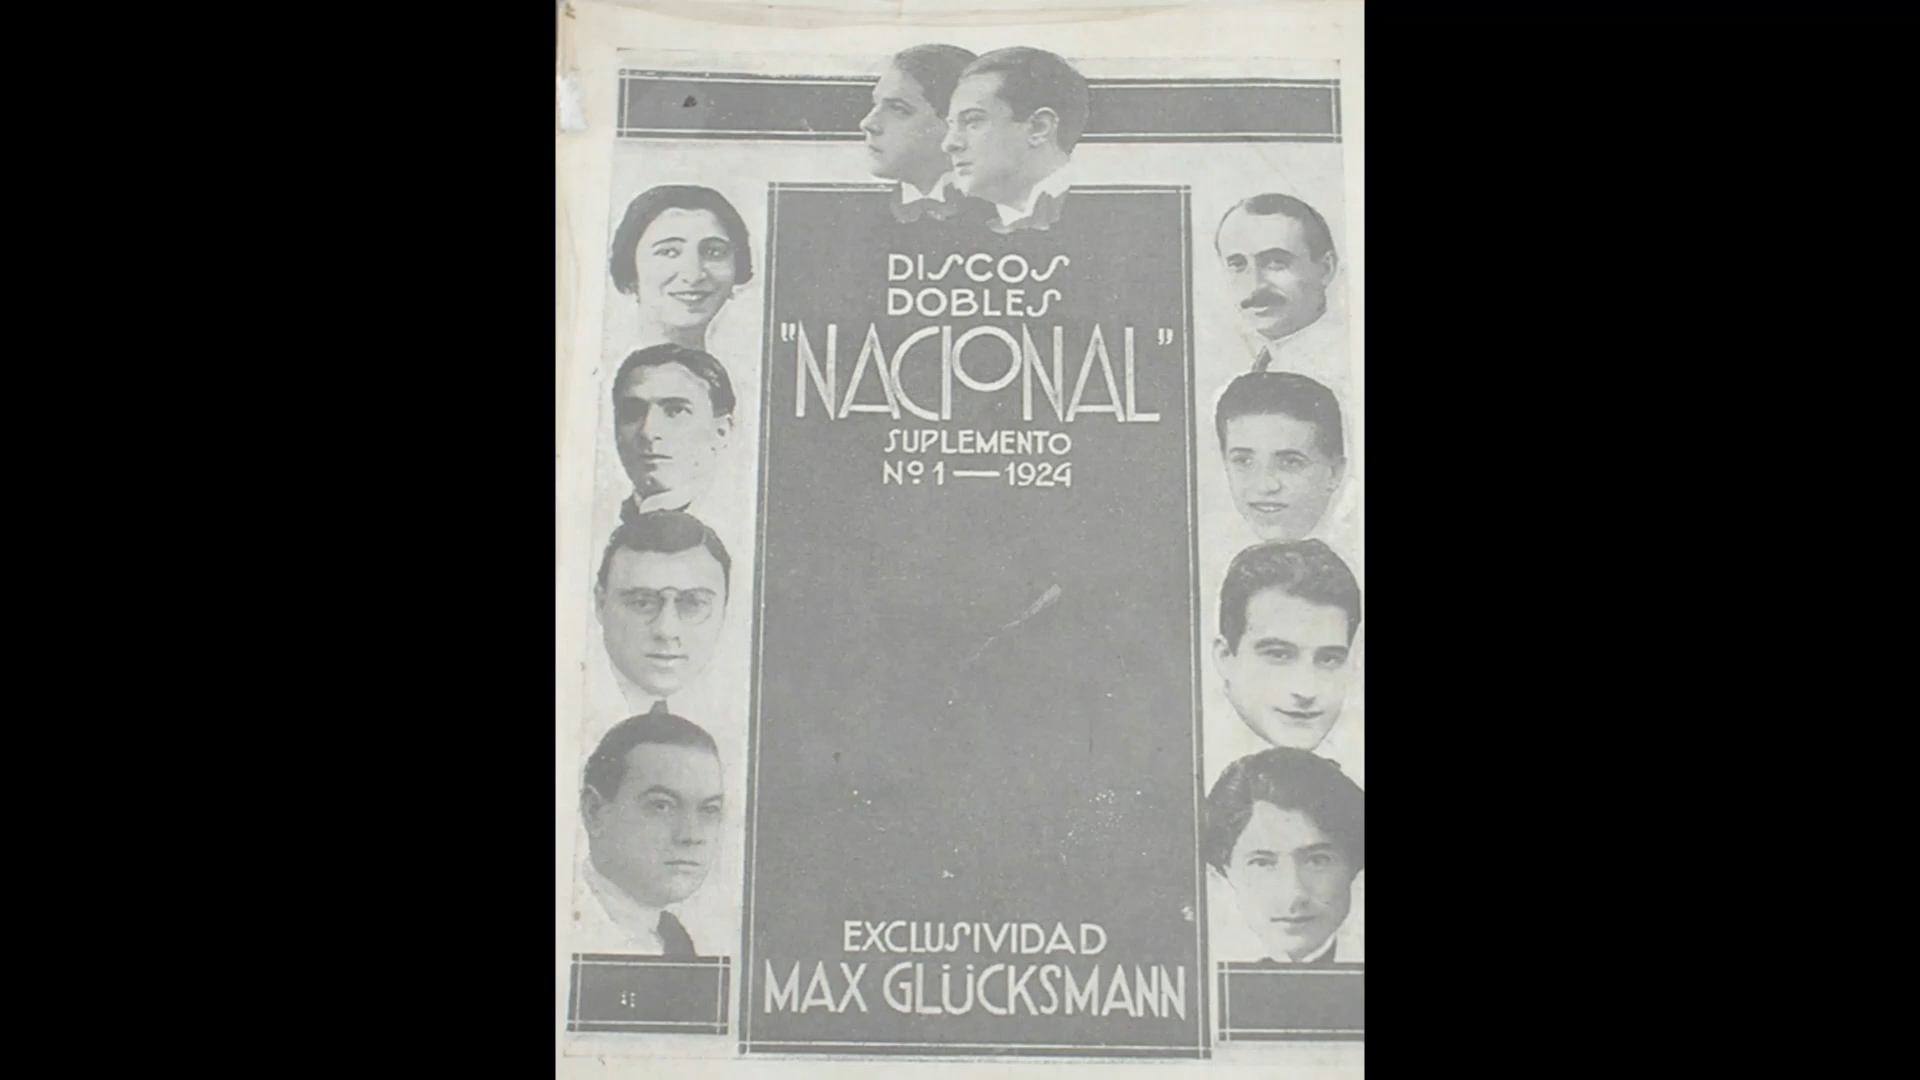 DISCOS
DOBLES
"NACIONAL"
SUPLEMENTO
Nº 1 — 1924
EXCLUSIVIDAD
MAX GLÜCKSMANN